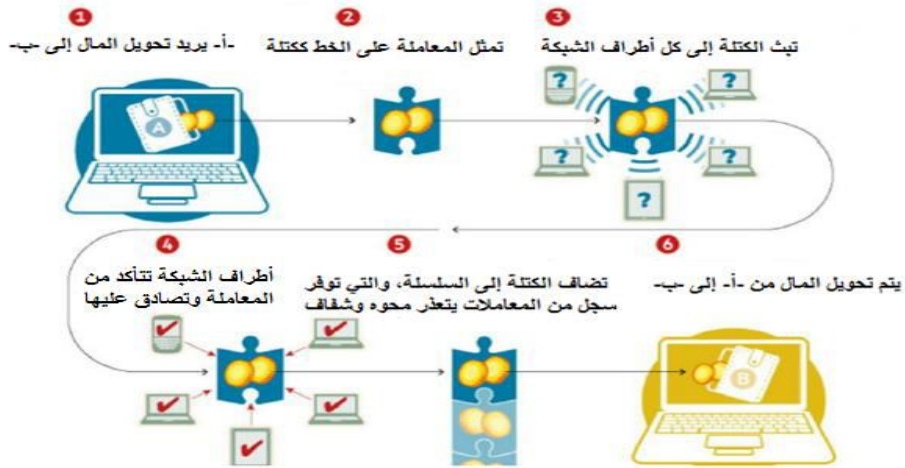 1
-أ- يريد تحويل المال إلى -ب-
2
تمثل المعاملة على الخط ككتلة
3
تبث الكتلة إلى كل أطراف الشبكة
A
?
?
?
?
?
4
أطراف الشبكة تتأكد من
المعاملة وتصادق عليها
5
تضاف الكتلة إلى السلسلة، والتي توفر
سجل من المعاملات يتعذر محوه وشفاف
6
يتم تحويل المال من -أ- إلى -ب-
B